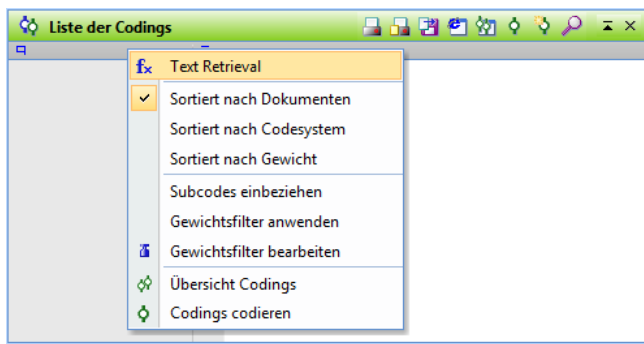 Liste der Codings
Text Retrieval
Sortiert nach Dokumenten
Sortiert nach Codesystem
Sortiert nach Gewicht
Subcodes einbeziehen
Gewichtsfilter anwenden
Gewichtsfilter bearbeiten
Übersicht Codings
Codings codieren